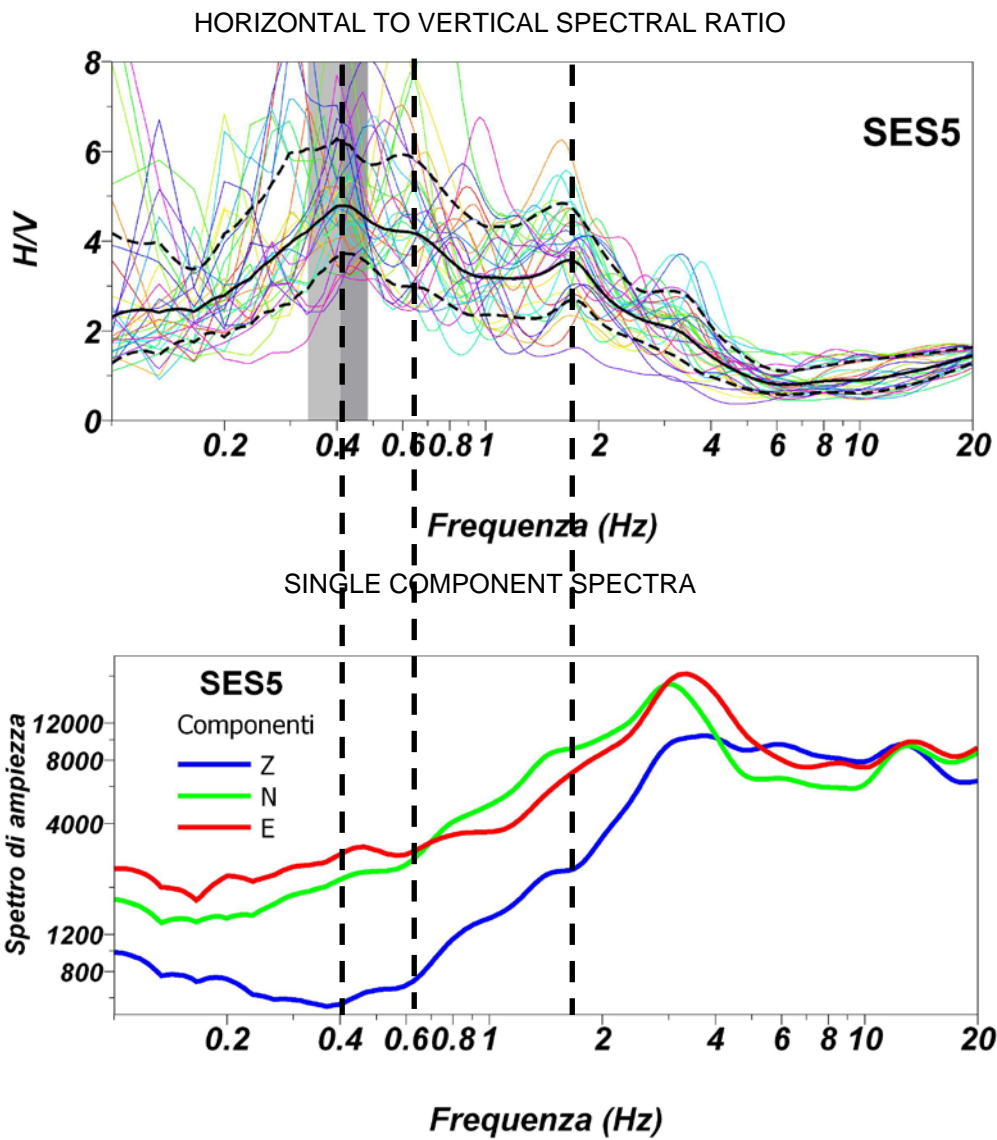 HORIZONTAL TO VERTICAL SPECTRAL RATIO
8
6
4
2
0
H/V
SES5
0.2 0.4 0.6 0.8 1 2 4 6 8 10 20
Frequenza (Hz)
SINGLE COMPONENT SPECTRA
SES5
Componenti
Z
N
E
12000
8000
4000
1200
800
Spettro di ampiezza
0.2 0.4 0.6 0.8 1 2 4 6 8 10 20
Frequenza (Hz)